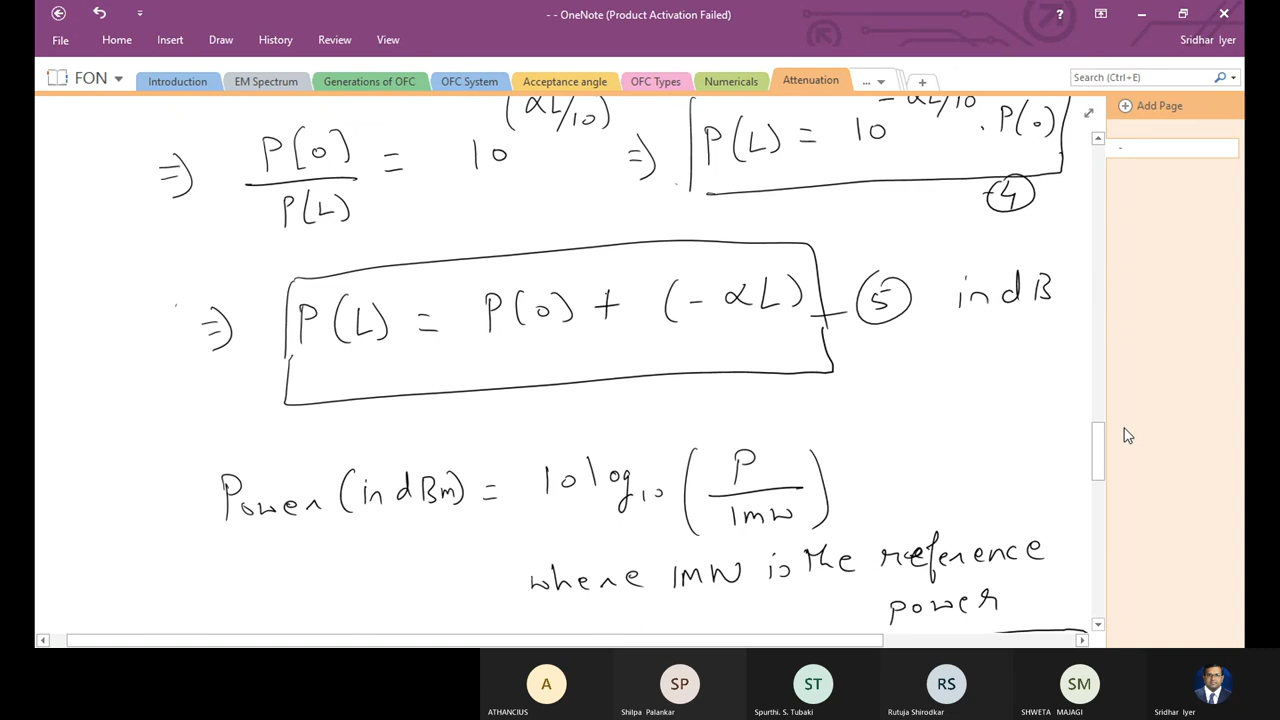 - - OneNote (Product Activation Failed)
?
File Home Insert Draw History Review View
Sridhar Iyer
FON
Introduction EM Spectrum Generations of OFC OFC System Acceptance angle OFC Types Numericals Attenuation ...
Search (Ctrl+E)
Add Page
-
⇒ P(0)/P(L) = 10^(αL/10) ⇒ P(L) = 10^-αL/10 . P(0)
-4
⇒ P(L) = P(0) + (-αL) - 5 in dB
Power (in dBm) = 10 log10 (P/1mW)
where 1MW is the reference
power
A SP ST RS SM
ATHANCIUS Shilpa Palankar Spurthi. S. Tubaki Rutuja Shirodkar SHWETA MAJAGI Sridhar Iyer